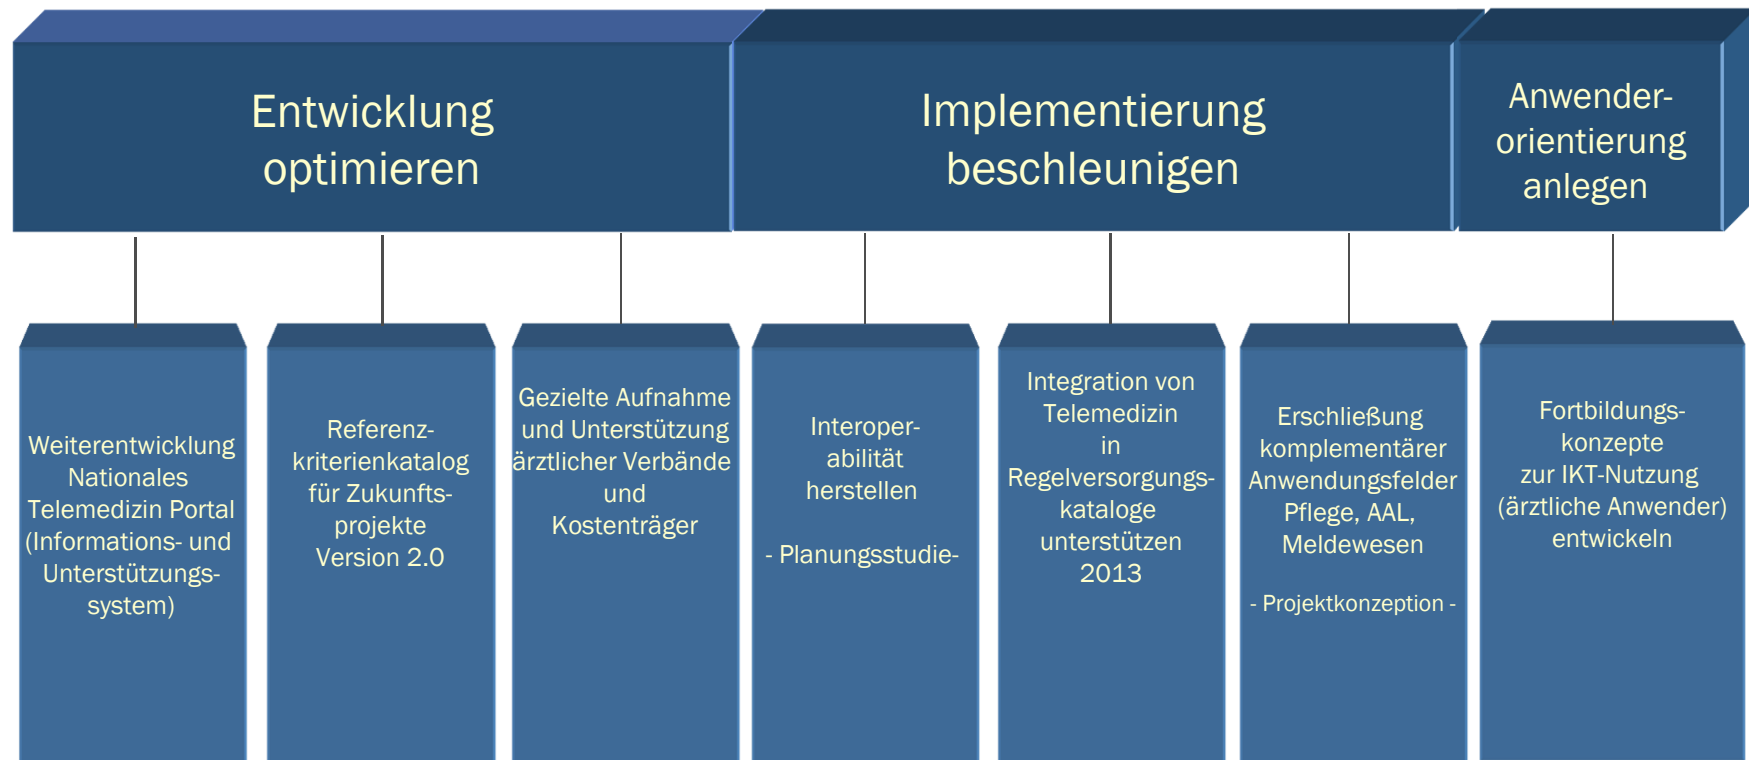 Entwicklung
optimieren
Implementierung
beschleunigen
Anwender-
orientierung
anlegen
Weiterentwicklung
Nationales
Telemedizin Portal
(Informations- und
Unterstützungs-
system)
Referenz-
kriterienkatalog
für Zukunfts-
projekte
Version 2.0
Gezielte Aufnahme
und Unterstützung
ärztlicher Verbände
und
Kostenträger
Interoper-
abilität
herstellen
- Planungsstudie-
Integration von
Telemedizin
in
Regelversorgungs-
kataloge
unterstützen
2013
Erschließung
komplementärer
Anwendungsfelder
Pflege, AAL,
Meldewesen
- Projektkonzeption -
Fortbildungs-
konzepte
zur IKT-Nutzung
(ärztliche Anwender)
entwickeln